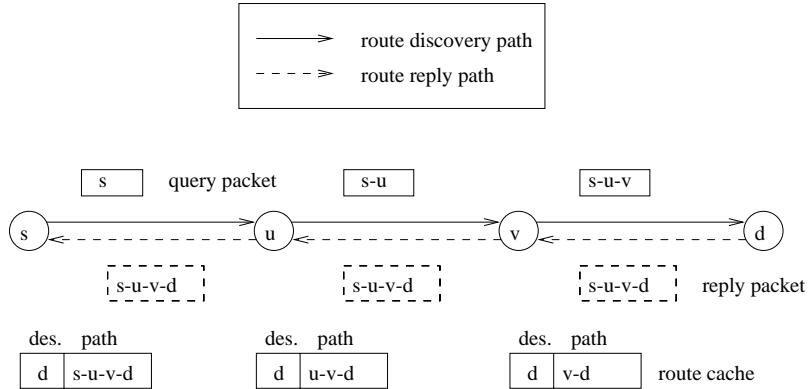 route discovery path
route reply path
s query packet s-u s-u-v
s u v d
s-u-v-d s-u-v-d s-u-v-d reply packet
des. path des. path des. path
d s-u-v-d d u-v-d d v-d route cache